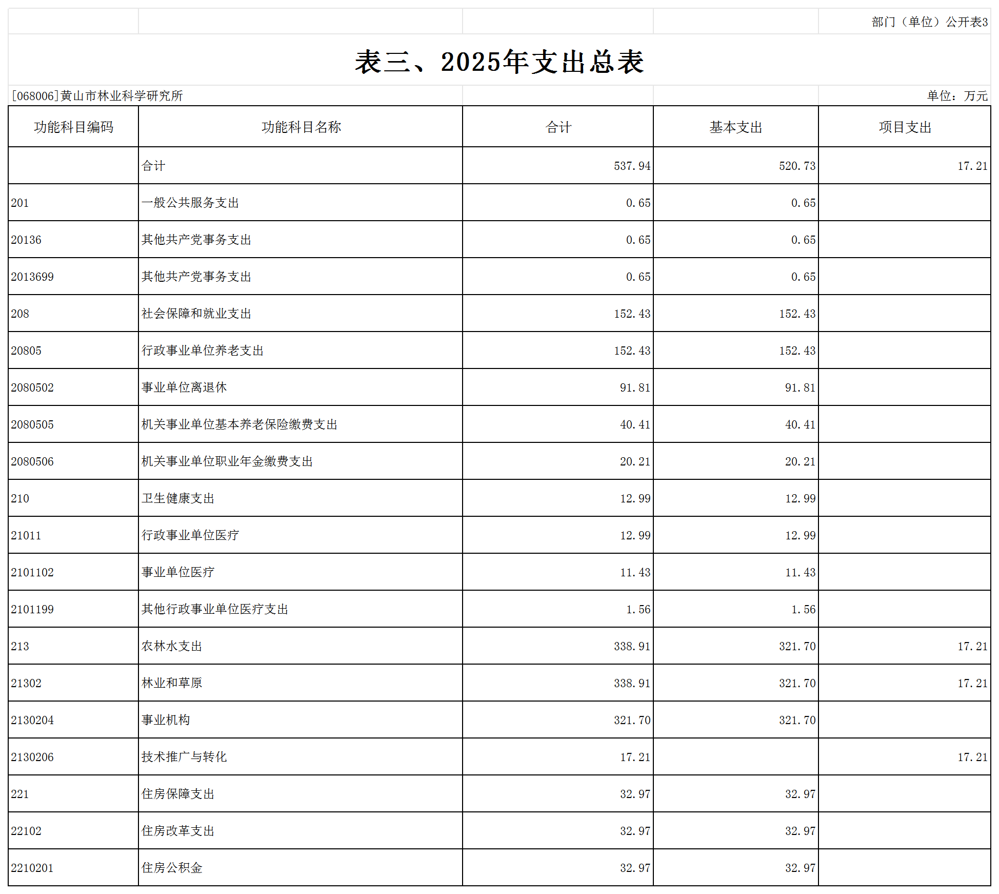 部门（单位）公开表3
表三、2025年支出总表
[068006]黄山市林业科学研究所 单位：万元
功能科目编码 功能科目名称 合计 基本支出 项目支出
合计 537.94 520.73 17.21
201 一般公共服务支出 0.65 0.65
20136 其他共产党事务支出 0.65 0.65
2013699 其他共产党事务支出 0.65 0.65
208 社会保障和就业支出 152.43 152.43
20805 行政事业单位养老支出 152.43 152.43
2080502 事业单位离退休 91.81 91.81
2080505 机关事业单位基本养老保险缴费支出 40.41 40.41
2080506 机关事业单位职业年金缴费支出 20.21 20.21
210 卫生健康支出 12.99 12.99
21011 行政事业单位医疗 12.99 12.99
2101102 事业单位医疗 11.43 11.43
2101199 其他行政事业单位医疗支出 1.56 1.56
213 农林水支出 338.91 321.70 17.21
21302 林业和草原 338.91 321.70 17.21
2130204 事业机构 321.70 321.70
2130206 技术推广与转化 17.21 17.21
221 住房保障支出 32.97 32.97
22102 住房改革支出 32.97 32.97
2210201 住房公积金 32.97 32.97